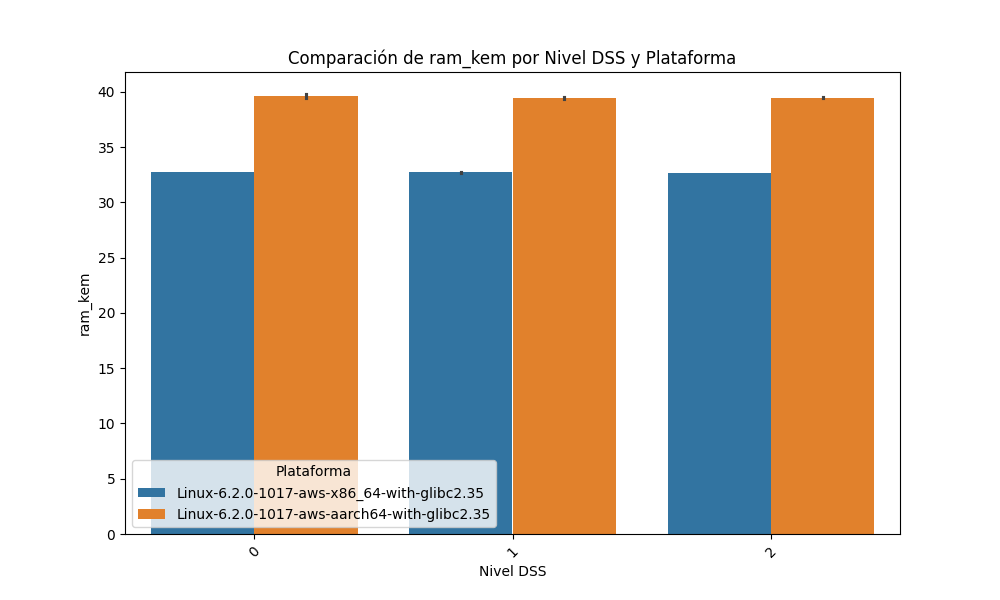 Comparación de ram_kem por Nivel DSS y Plataforma
40
35
30
25
20
15
10
5
0
ram_kem
Plataforma
Linux-6.2.0-1017-aws-x86_64-with-glibc2.35
Linux-6.2.0-1017-aws-aarch64-with-glibc2.35
0
1
2
Nivel DSS